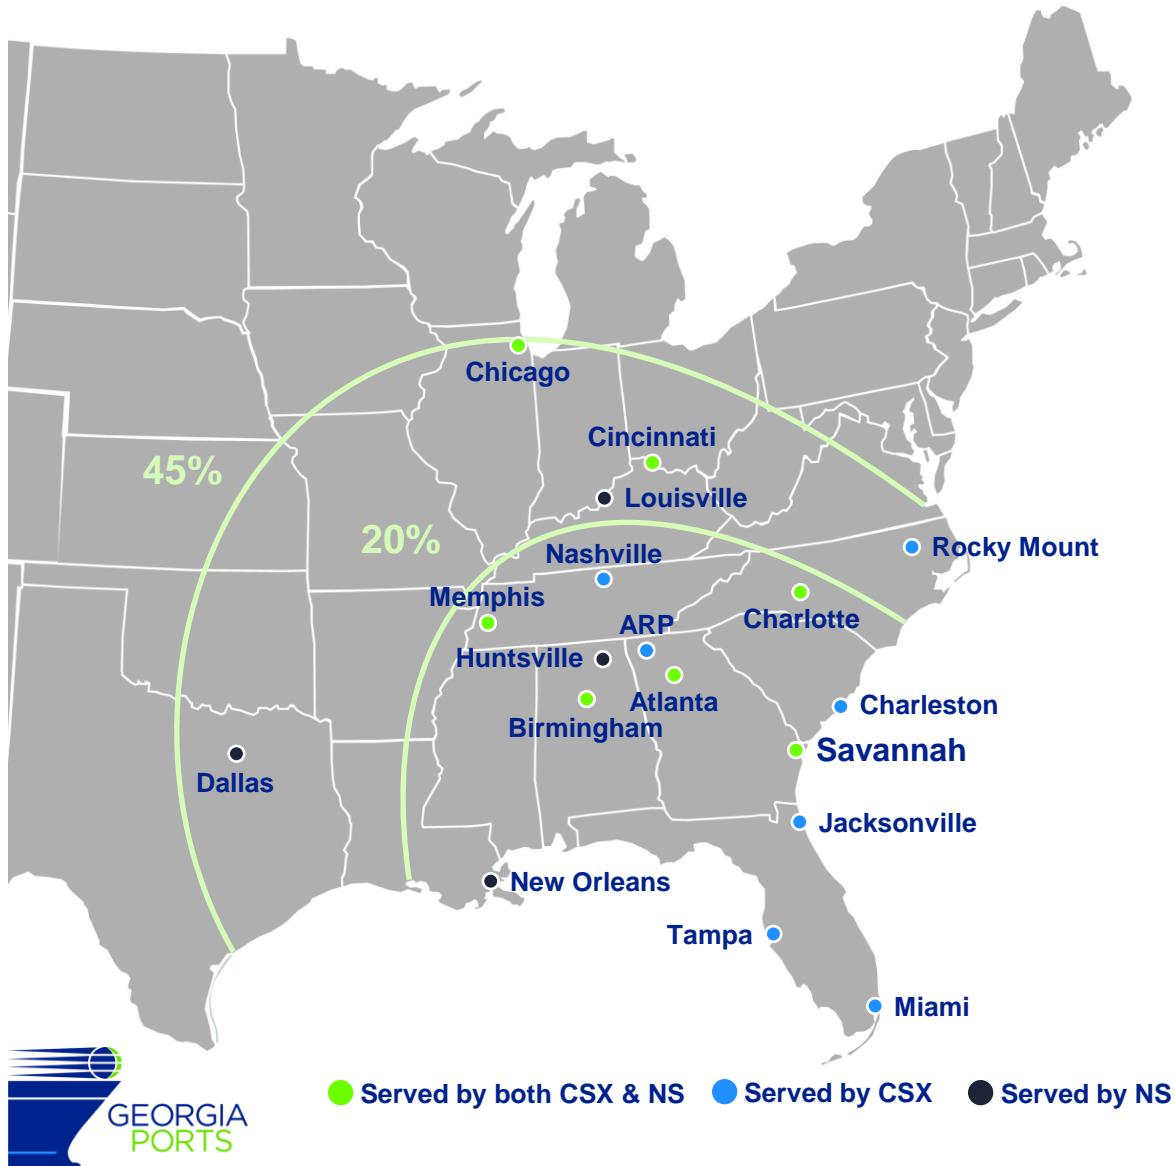 Chicago
Cincinnati
45%
Louisville
20%
Nashville
Rocky Mount
Memphis
Charlotte
ARP
Huntsville
Atlanta
Charleston
Birmingham
Savannah
Dallas
Jacksonville
New Orleans
Tampa
Miami
Served by both CSX & NS
Served by CSX
Served by NS
GEORGIA
PORTS